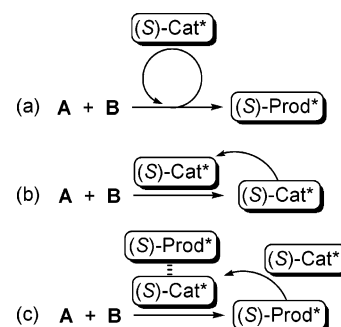 (S)-Cat*
(a) A + B (S)-Prod*
(S)-Cat*
(b) A + B (S)-Cat*
(S)-Prod*
(S)-Cat*
(S)-Cat*
(c) A + B (S)-Prod*